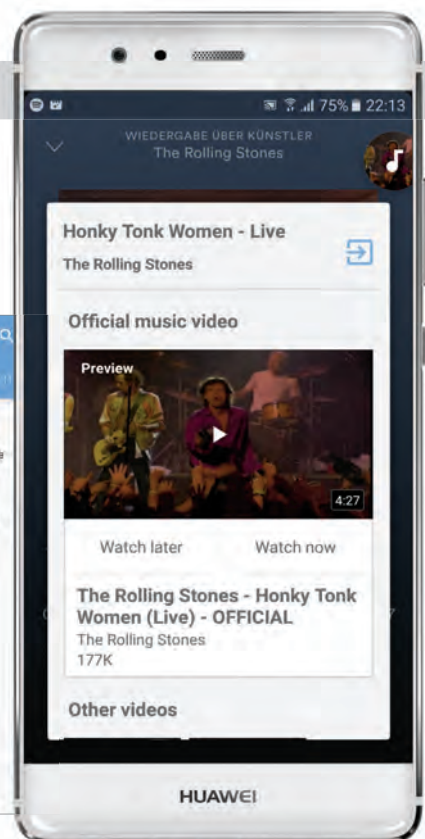 75% 22:13
WIEDERGABE ÜBER KÜNSTLER
The Rolling Stones
Honky Tonk Women - Live
The Rolling Stones
Official music video
Preview
4:27
Watch later Watch now
The Rolling Stones - Honky Tonk
Women (Live) - OFFICIAL
The Rolling Stones
177K
Other videos
HUAWEI